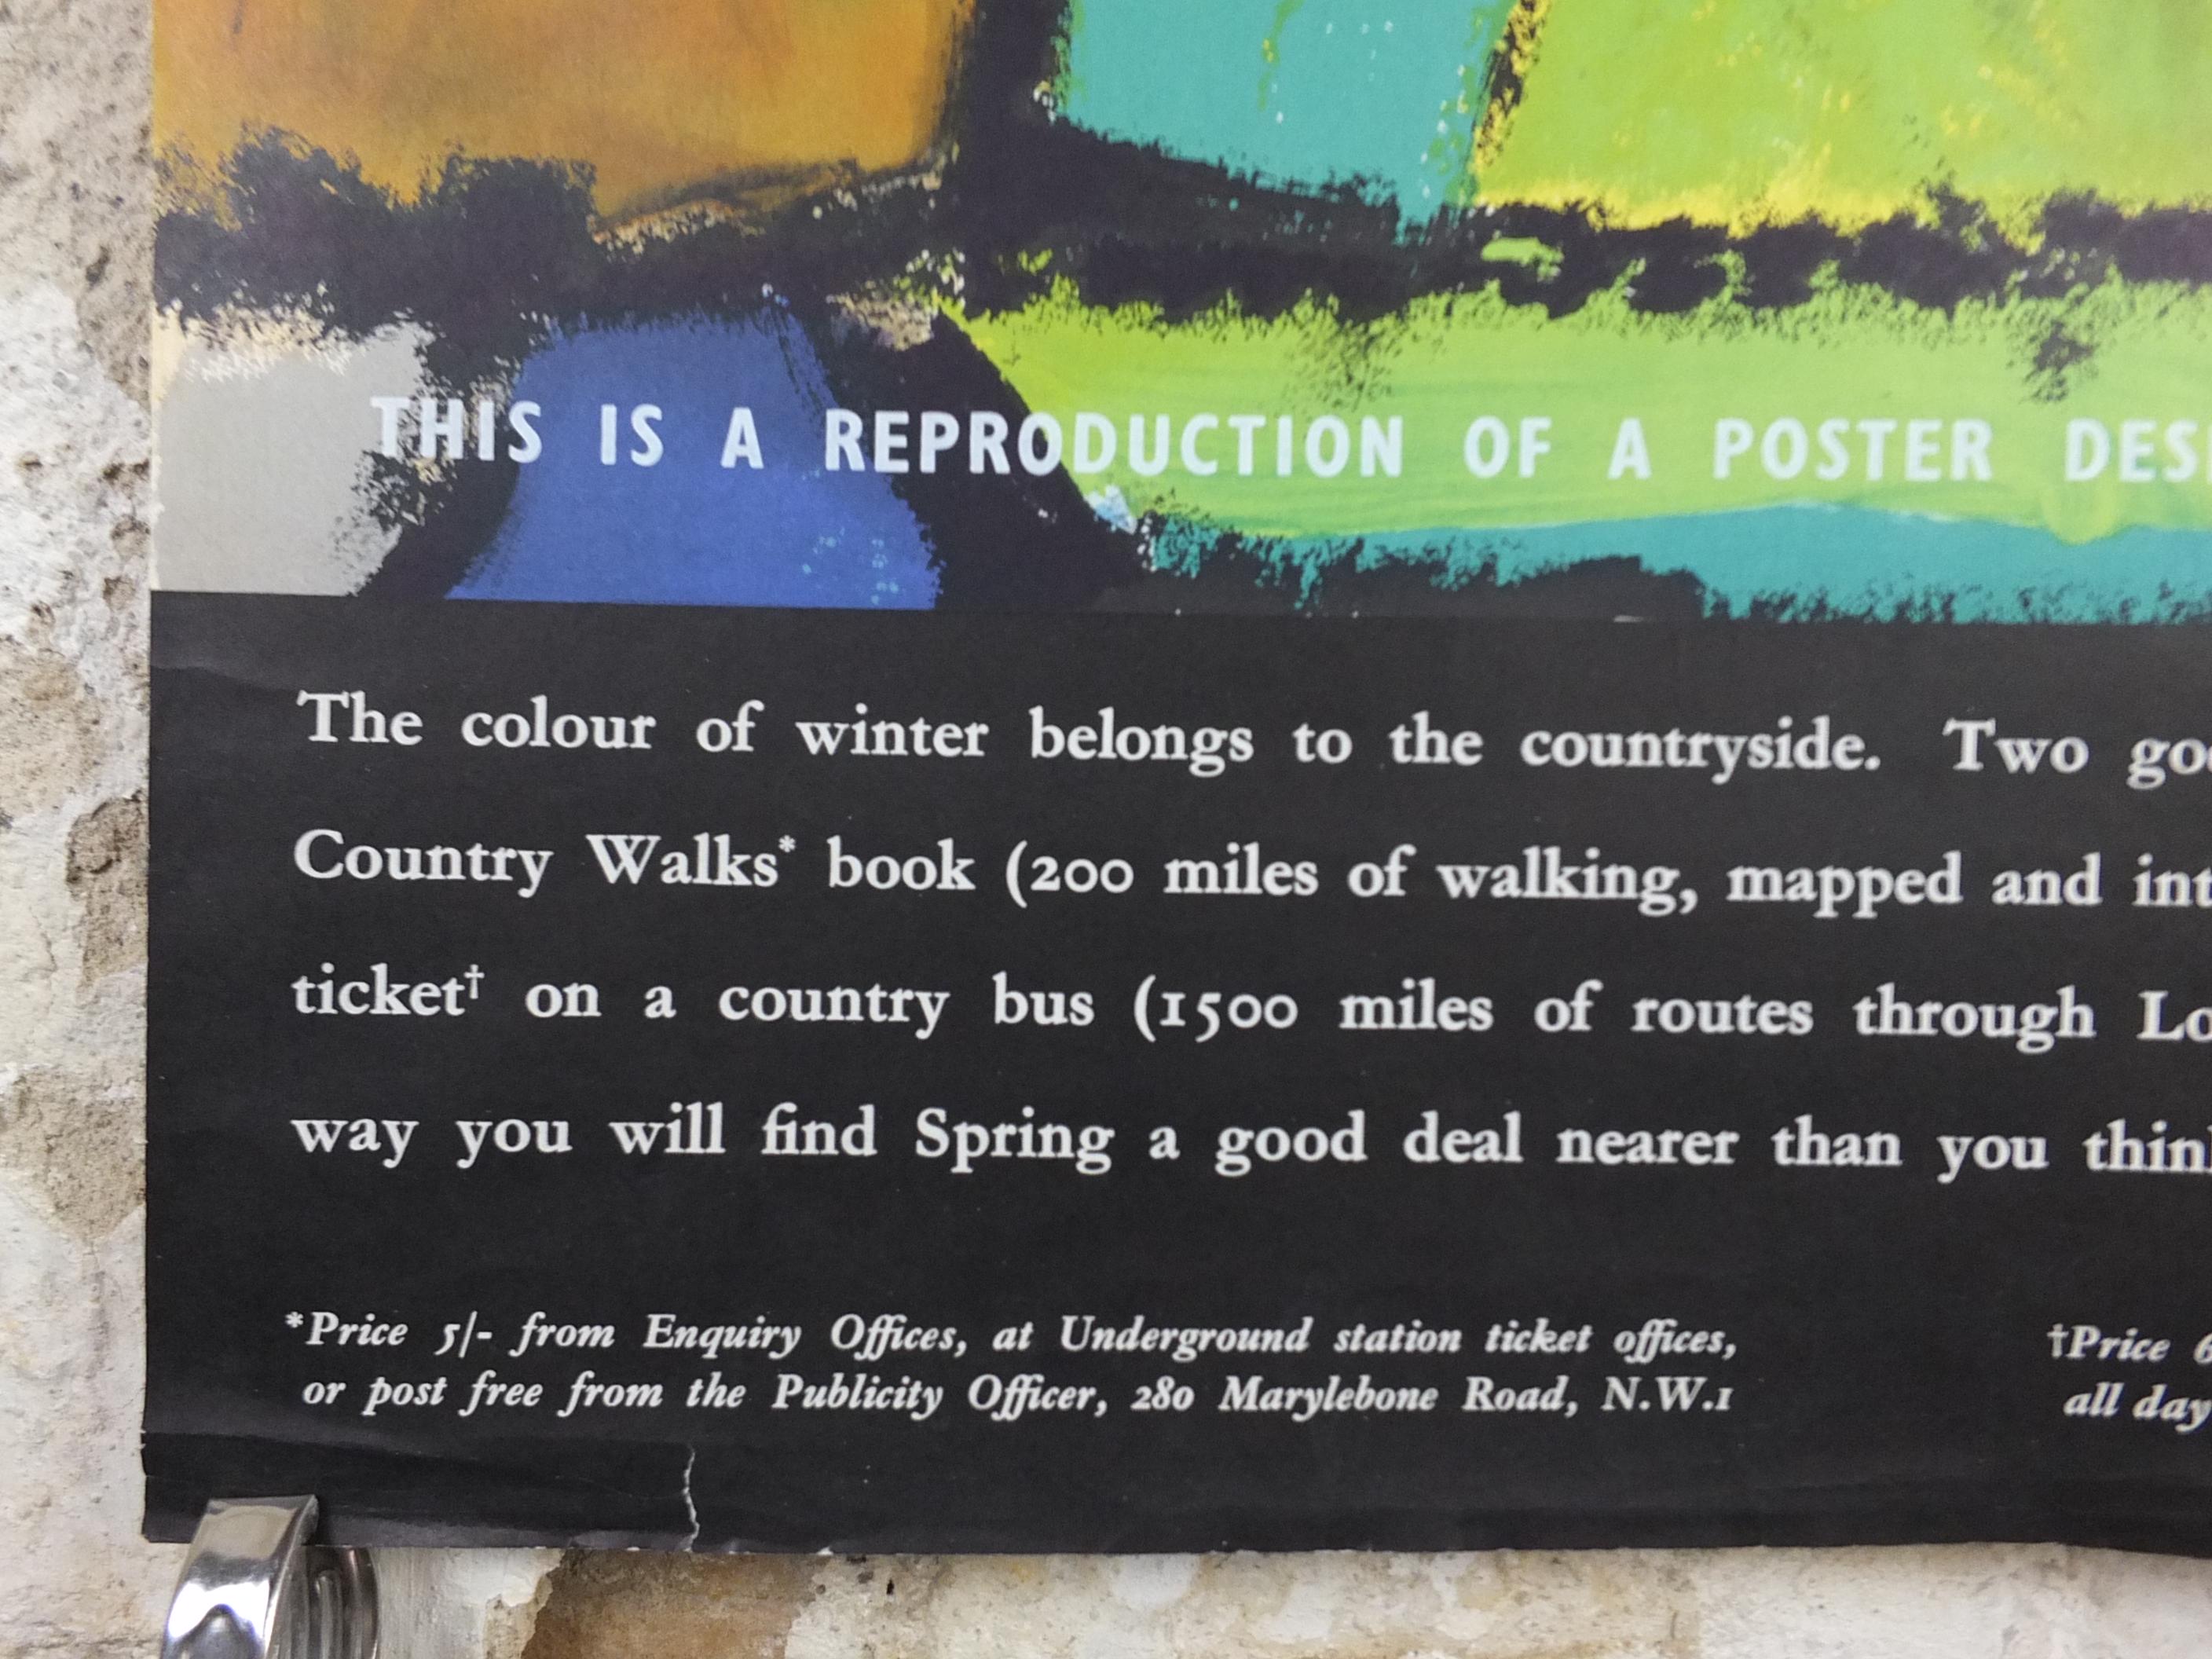 THIS IS A REPRODUCTION OF A POSTER
The colour of winter belongs to the countryside. Two
Country Walks* book (200 miles of walking, mapped and
ticket† on a country bus (1500 miles of routes through
way you will find Spring a good deal nearer than you
*Price 5/- from Enquiry Offices, at Underground station ticket offices,
or post free from the Publicity Officer, 280 Marylebone Road, N.W.1
†Price
all day